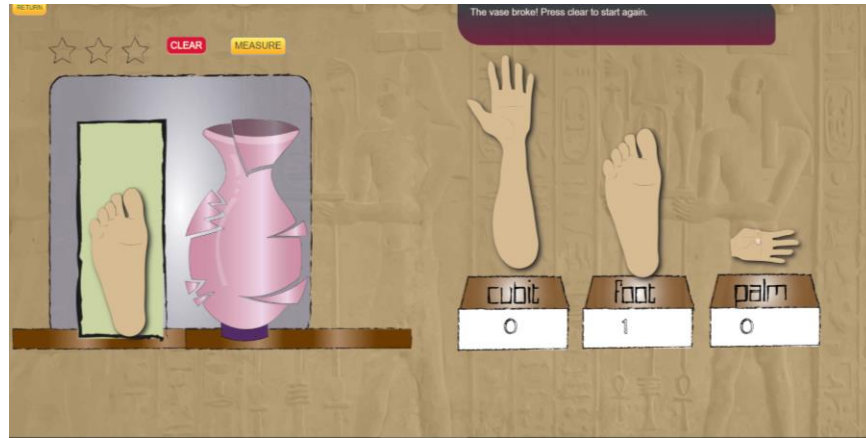 RETURN
The vase broke! Press clear to start again.
CLEAR
MEASURE
cubit
foot
palm
0
1
0